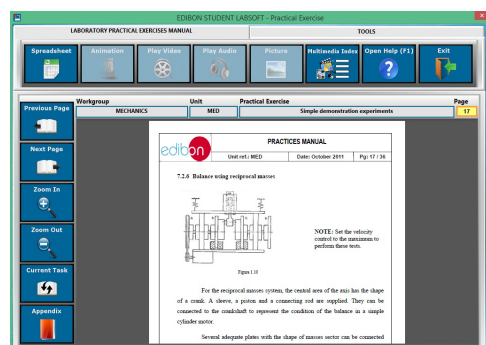 EDIBON STUDENT LABSOFT - Practical Exercise
LABORATORY PRACTICAL EXERCISES MANUAL
TOOLS
Spreadsheet
Animation
Play Video
Play Audio
Picture
Multimedia Index
Open Help (F1)
Exit
Previous Page
Workgroup
Unit
Practical Exercise
Page
MECHANICS
MED
Simple demonstration experiments
17
Next Page
Zoom In
Zoom Out
Current Task
Appendix
edibon
PRACTICES MANUAL
Unit ref.: MED
Date: October 2011
Pg: 17 / 36
7.2.6 Balance using reciprocal masses
NOTE: Set the
velocity
control to the maximum to
perform these tests.
Figure 1.10
For the reciprocal masses system, the central area of the axis has the shape
of a crank. A sleeve, a piston and a connecting rod are supplied. They can be
connected to the crankshaft to represent the condition of the balance in a simple
cylinder motor.
Several adequate plates with the shape of masses sector can be connected